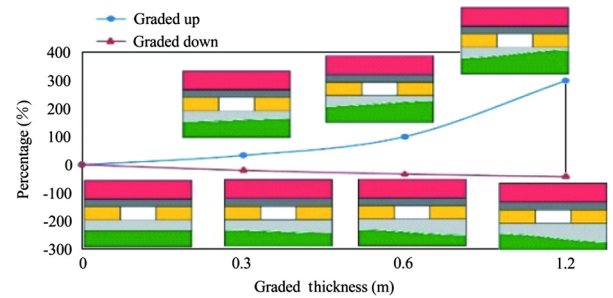 Graded up
Graded down
400
300
200
100
0
-100
-200
-300
Percentage (%)
0 0.3 0.6 1.2
Graded thickness (m)